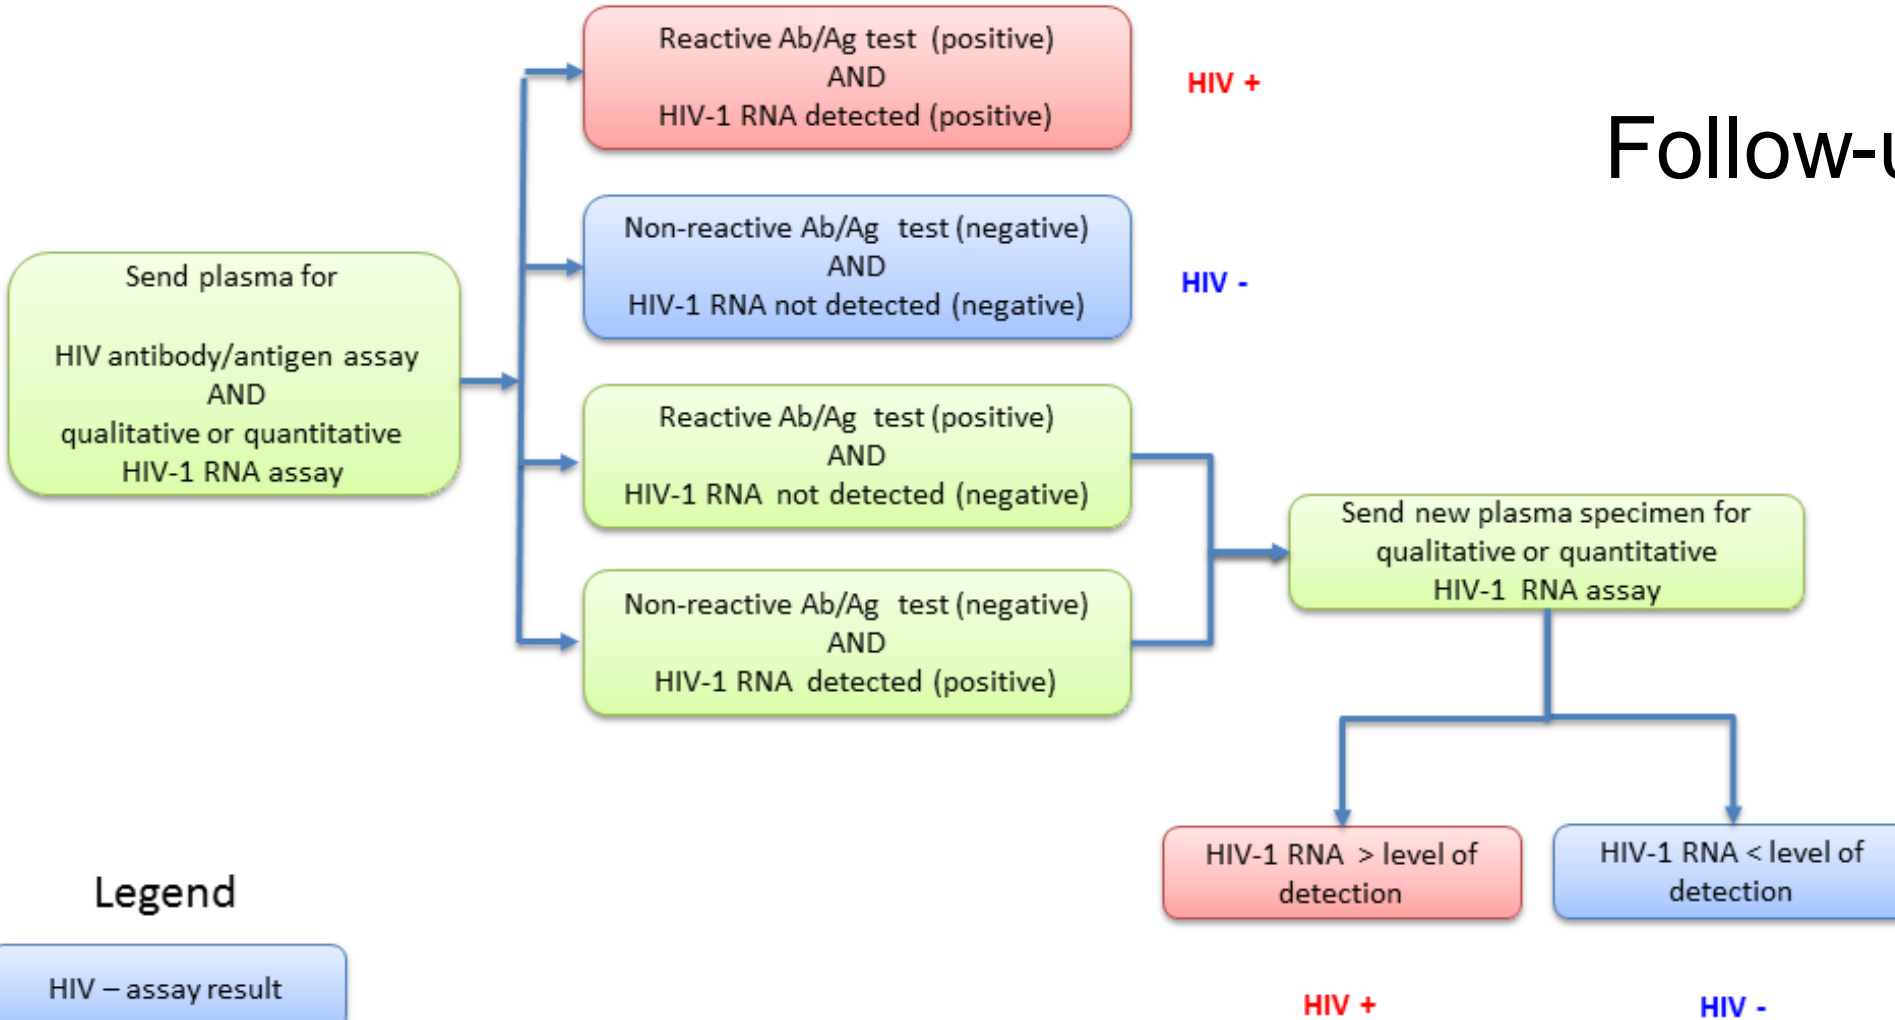 Reactive Ab/Ag test (positive)
AND
HIV-1 RNA detected (positive)
HIV +
Follow-u
Non-reactive Ab/Ag test (negative)
AND
HIV-1 RNA not detected (negative)
HIV -
Send plasma for
HIV antibody/antigen assay
AND
qualitative or quantitative
HIV-1 RNA assay
Reactive Ab/Ag test (positive)
AND
HIV-1 RNA not detected (negative)
Non-reactive Ab/Ag test (negative)
AND
HIV-1 RNA detected (positive)
Send new plasma specimen for
qualitative or quantitative
HIV-1 RNA assay
HIV-1 RNA > level of
detection
HIV +
HIV-1 RNA < level of
detection
HIV -
Legend
HIV – assay result